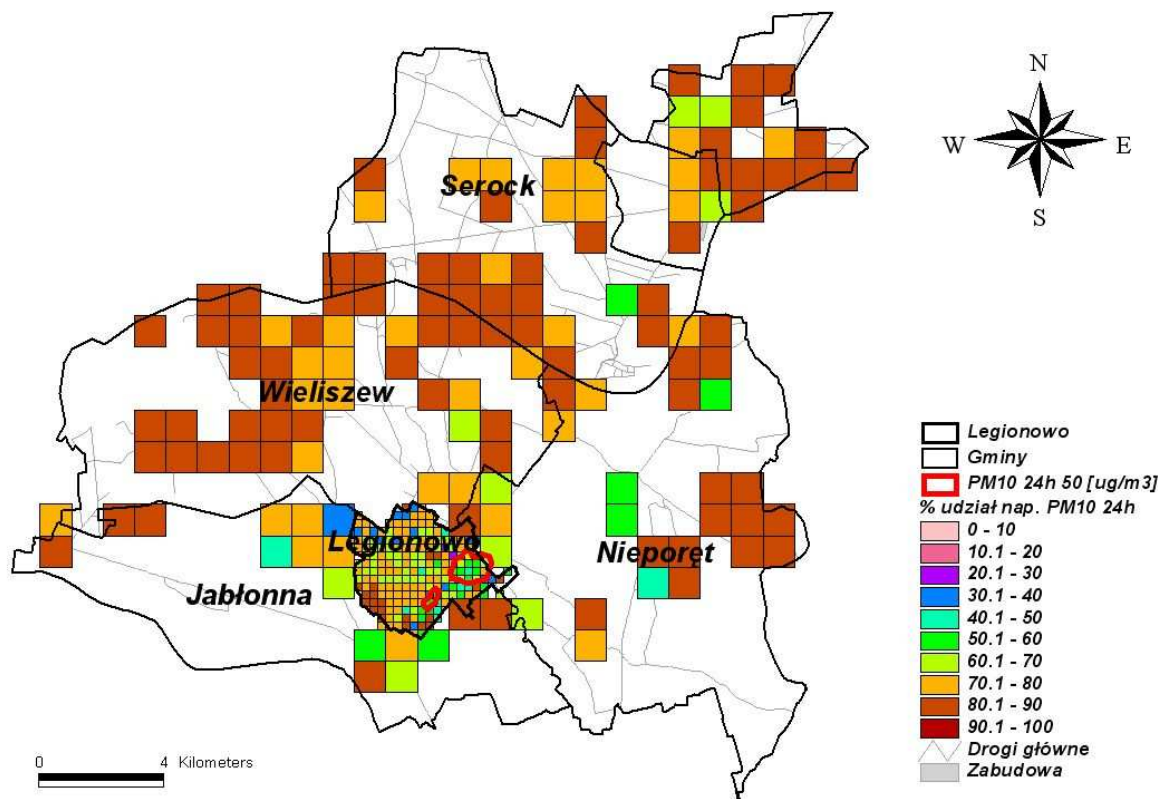 N
W E
S
Serock
Wieliszew
Legionowo
Nieporęt
Jabłonna
Legionowo
Gminy
PM10 24h 50 [ug/m3]
% udział nap. PM10 24h
0 - 10
10.1 - 20
20.1 - 30
30.1 - 40
40.1 - 50
50.1 - 60
60.1 - 70
70.1 - 80
80.1 - 90
90.1 - 100
Drogi główne
Zabudowa
0 4 Kilometers